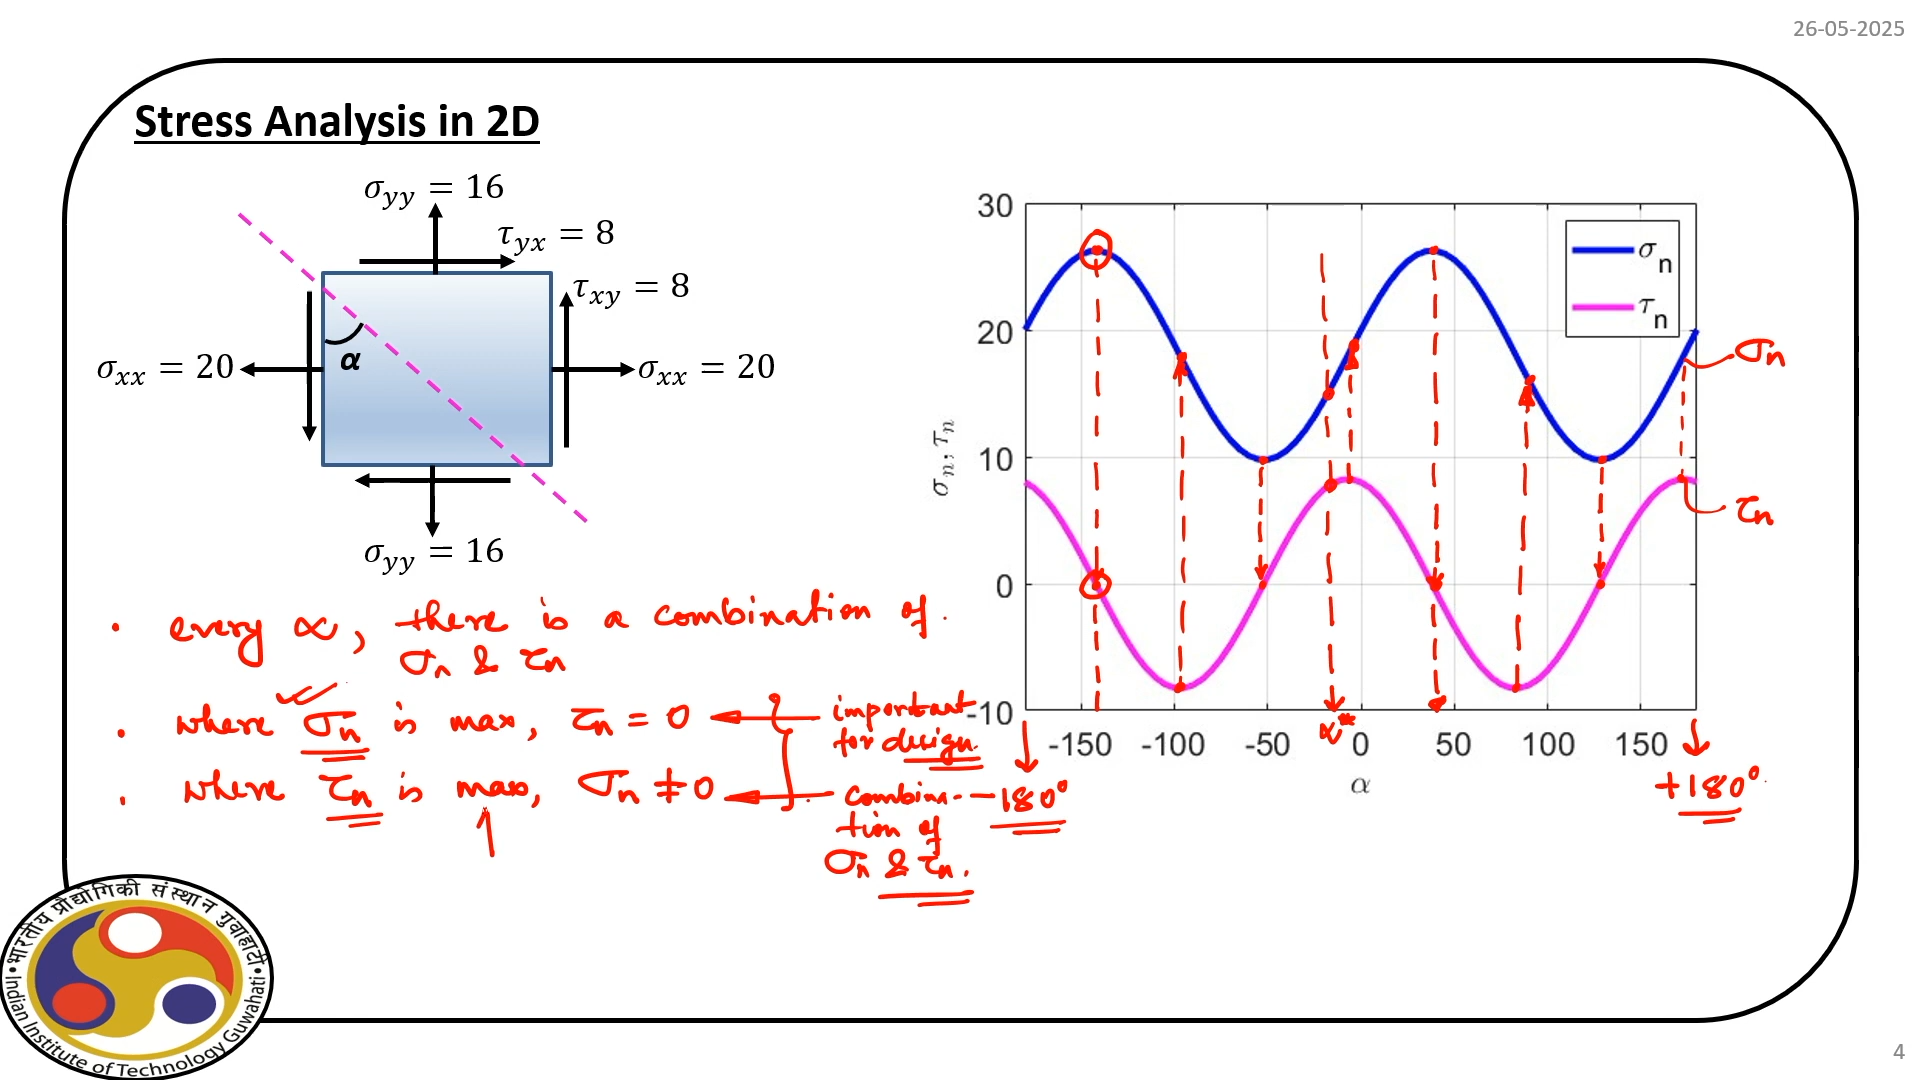 26-05-2025
Stress Analysis in 2D
σyy = 16
τyx = 8
τxy = 8
σxx = 20
α
σxx = 20
σyy = 16
30
20
10
0
-10
σn, τn
-150 -100 -50 0 50 100 150
α
σn
τn
σn
τn
α*
-180°
+180°
• every α, there is a combination of
σn & τn
• where σn is max, τn = 0
important
for design.
• where τn is max, σn ≠ 0
combina-
tion of
σn & τn.
भारतीय प्रौद्योगिकी संस्थान गुवाहाटी
Indian Institute of Technology Guwahati
4